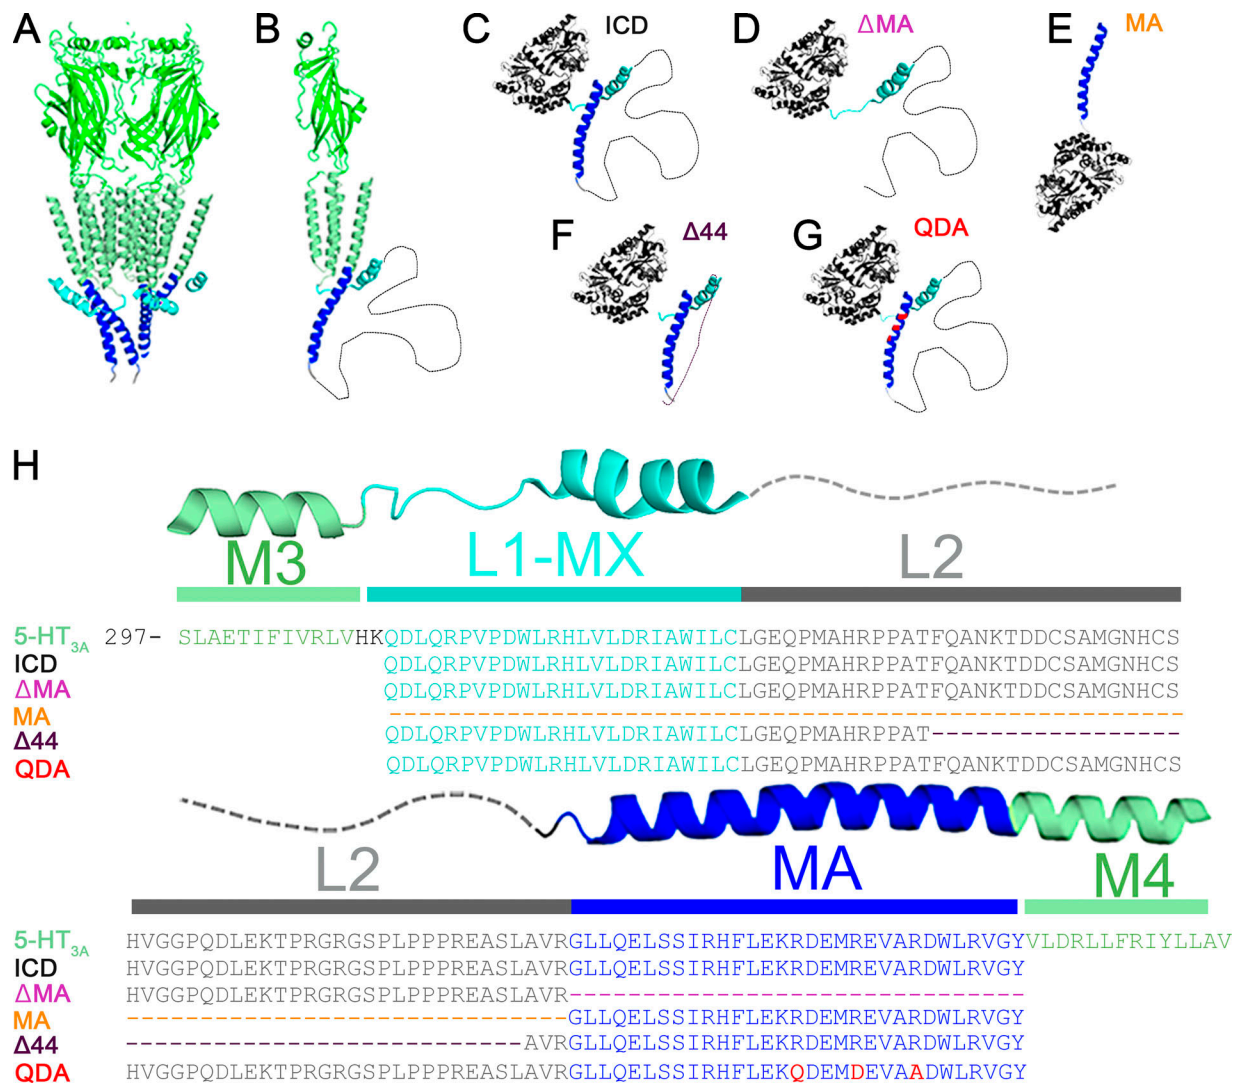 A B C ICD D ΔMA E MA
F Δ44 G QDA
H
M3 L1-MX L2
5-HT3A 297- SLAETIFIVRLVHKQDLQRPVPDWLRHLVLDRIAWILCLGEQPMAHRPPATFQANKTDDCSAMGNHCS
ICD QDLQRPVPDWLRHLVLDRIAWILCLGEQPMAHRPPATFQANKTDDCSAMGNHCS
ΔMA QDLQRPVPDWLRHLVLDRIAWILCLGEQPMAHRPPATFQANKTDDCSAMGNHCS
MA ------------------------------------------------------
Δ44 QDLQRPVPDWLRHLVLDRIAWILCLGEQPMAHRPPAT-----------------
QDA QDLQRPVPDWLRHLVLDRIAWILCLGEQPMAHRPPATFQANKTDDCSAMGNHCS
L2 MA M4
5-HT3A HVGGPQDLEKTPRGRGSPLPPPREASLAVRGLLQELSSIRHFLEKRDEMREVARDWLRVGYVLDRLLFRIYLLAV
ICD HVGGPQDLEKTPRGRGSPLPPPREASLAVRGLLQELSSIRHFLEKRDEMREVARDWLRVGY
ΔMA HVGGPQDLEKTPRGRGSPLPPPREASLAVR-------------------------------
MA ------------------------------GLLQELSSIRHFLEKRDEMREVARDWLRVGY
Δ44 ---------------------------AVRGLLQELSSIRHFLEKRDEMREVARDWLRVGY
QDA HVGGPQDLEKTPRGRGSPLPPPREASLAVRGLLQELSSIRHFLEKQDEMDEVAADWLRVGY